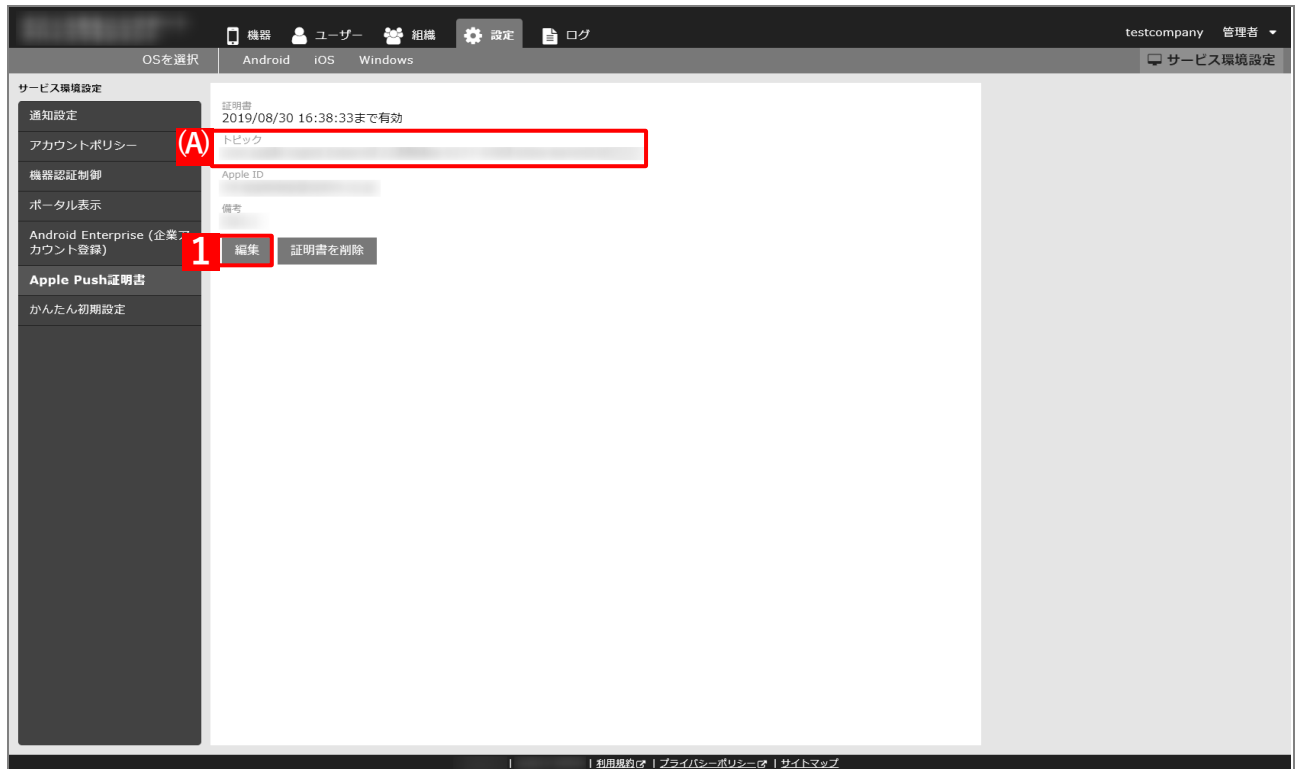 機器 ユーザー 組織 設定 ログ testcompany 管理者 ▼
OSを選択 Android iOS Windows サービス環境設定
サービス環境設定
通知設定
アカウントポリシー
機器認証制御
ポータル表示
Android Enterprise (企業ア
カウント登録)
Apple Push証明書
かんたん初期設定
証明書
2019/08/30 16:38:33まで有効
(A)
トピック
Apple ID
備考
1
編集 証明書を削除
| | 利用規約 | プライバシーポリシー | サイトマップ